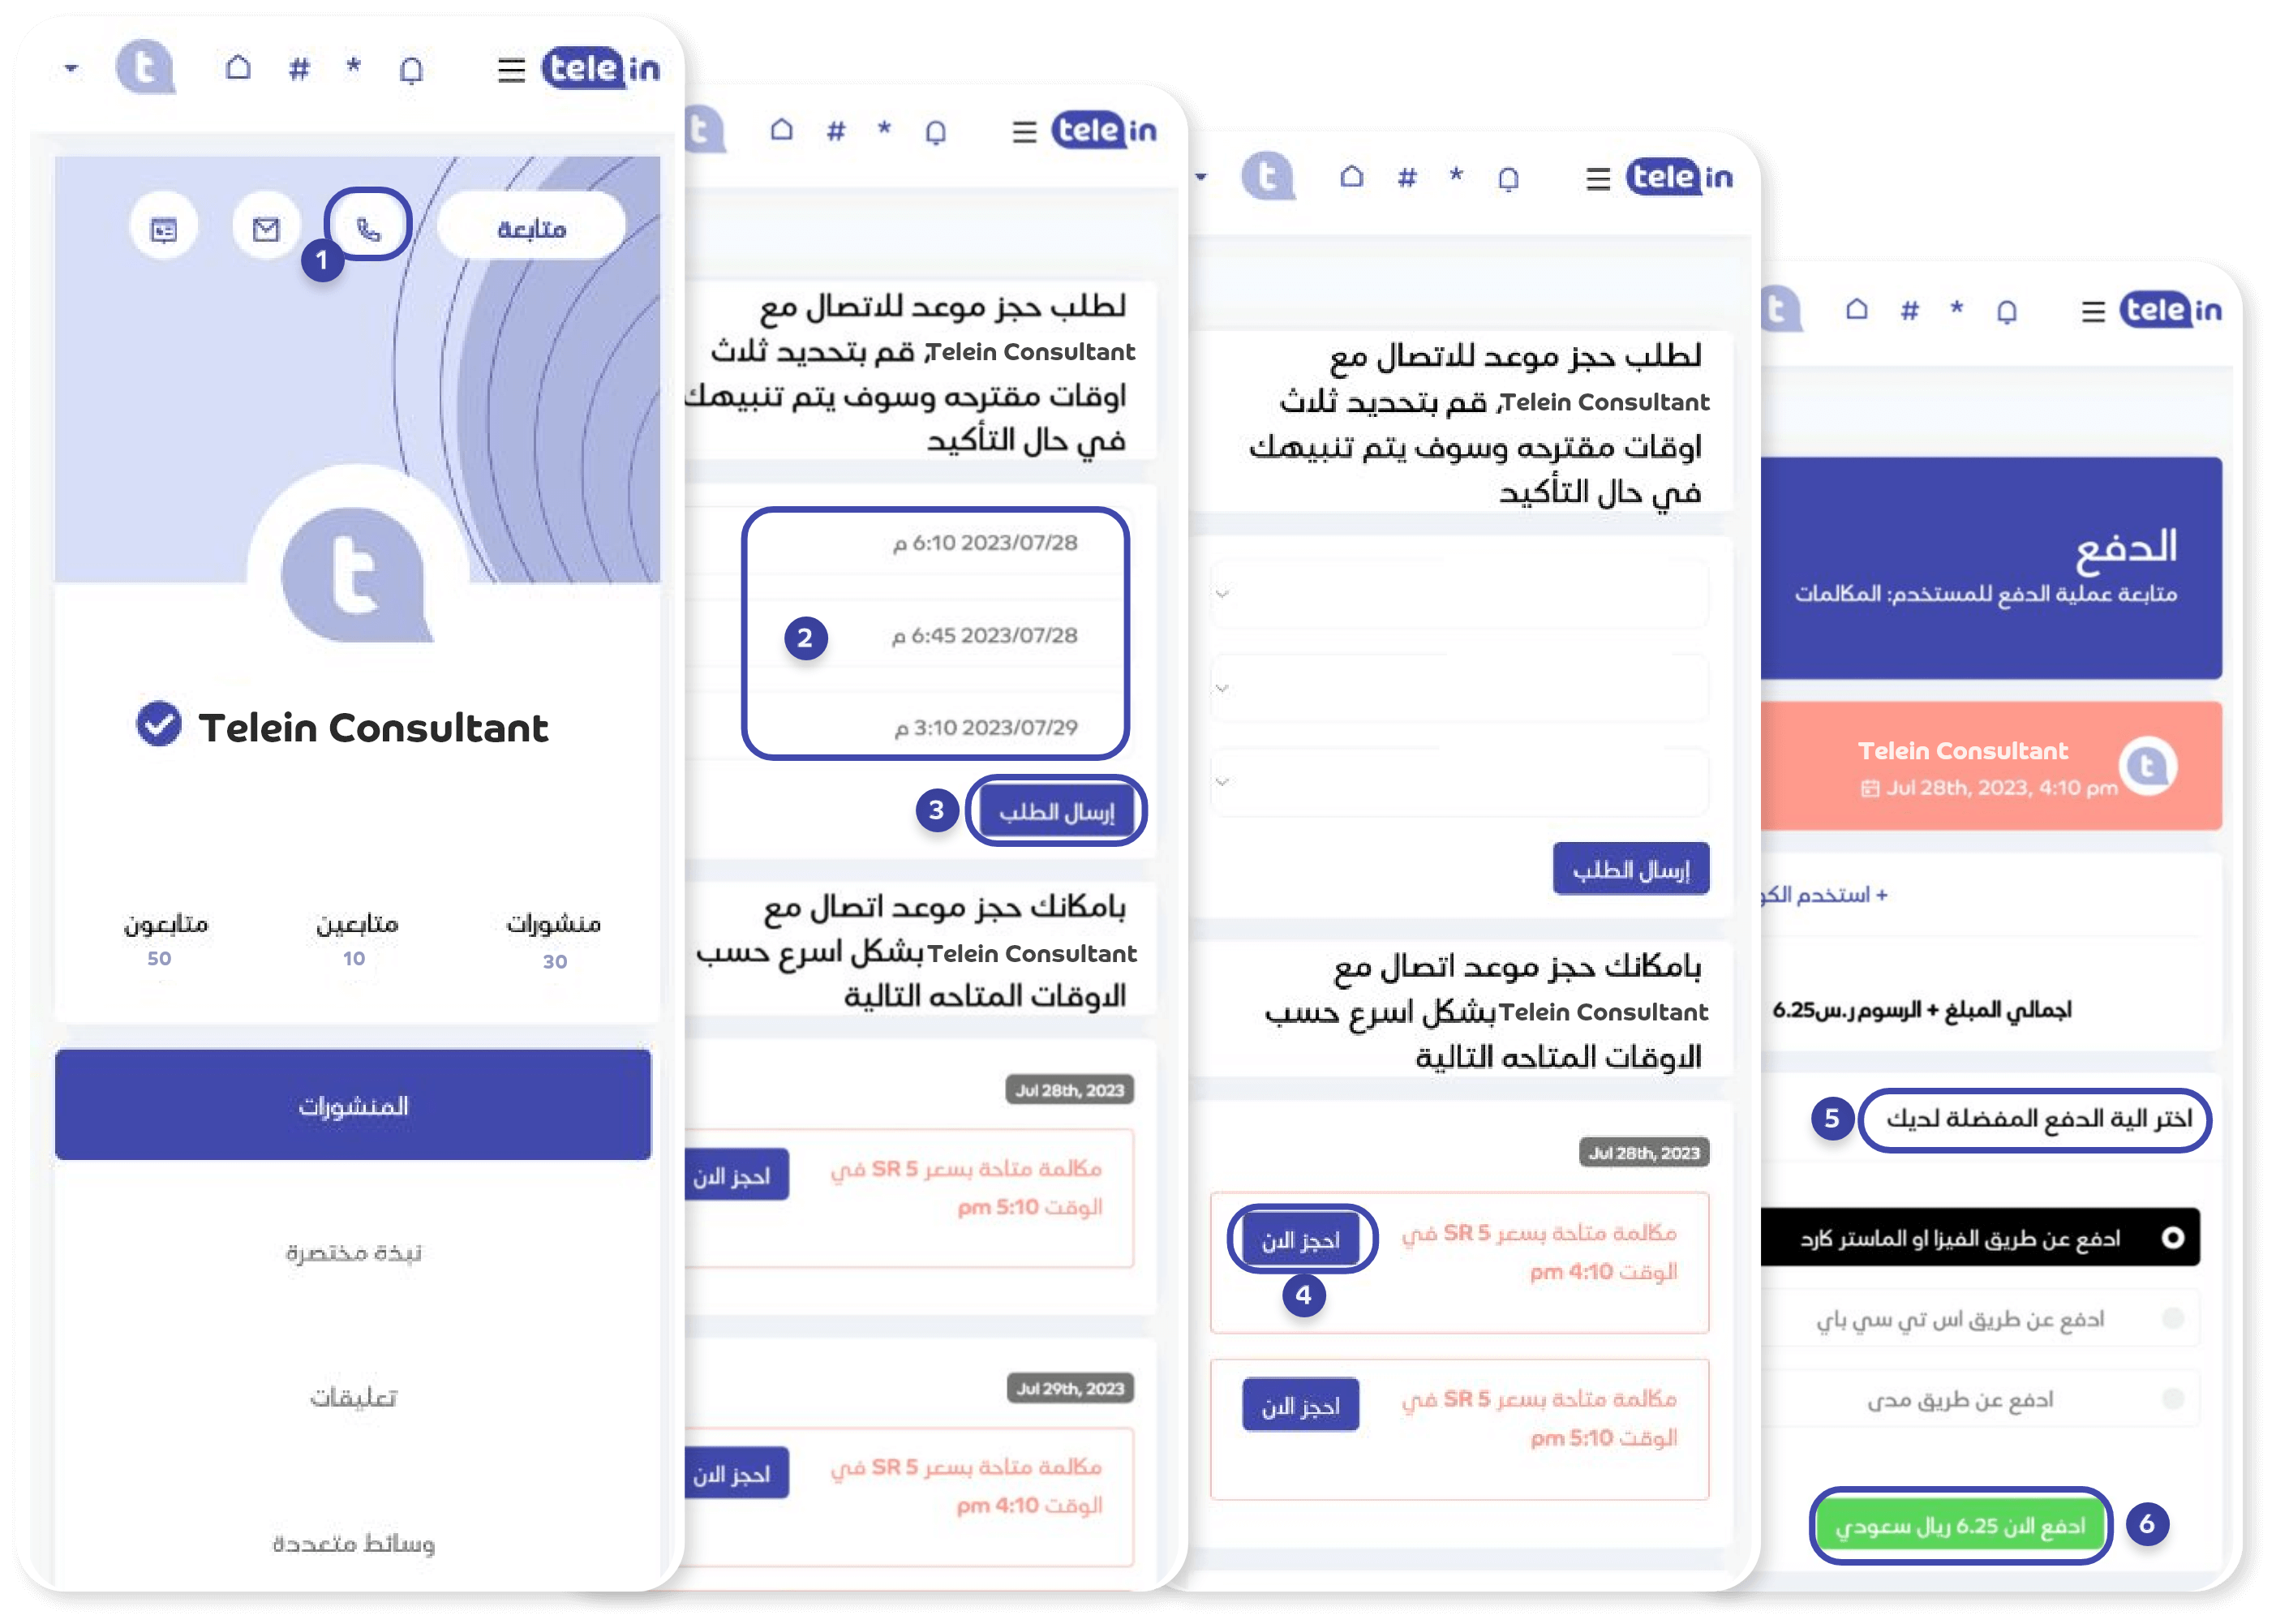 tele in
متابعة
1
Telein Consultant
منشورات
30
متابعين
10
متابعون
50
المنشورات
نبذة مختصرة
تعليقات
وسائط متعددة
tele in
لطلب حجز موعد للاتصال مع
Telein Consultant, قم بتحديد ثلاث
اوقات مقترحه وسوف يتم تنبيهك
في حال التأكيد
2023/07/28 6:10 م
2023/07/28 6:45 م
2023/07/29 3:10 م
2
إرسال الطلب
3
بامكانك حجز موعد اتصال مع
Telein Consultant بشكل اسرع حسب
الاوقات المتاحه التالية
Jul 28th, 2023
مكالمة متاحة بسعر SR 5 في
الوقت 5:10 pm
احجز الان
Jul 29th, 2023
مكالمة متاحة بسعر SR 5 في
الوقت 4:10 pm
احجز الان
tele in
لطلب حجز موعد للاتصال مع
Telein Consultant, قم بتحديد ثلاث
اوقات مقترحه وسوف يتم تنبيهك
في حال التأكيد
إرسال الطلب
بامكانك حجز موعد اتصال مع
Telein Consultant بشكل اسرع حسب
الاوقات المتاحه التالية
Jul 28th, 2023
مكالمة متاحة بسعر SR 5 في
الوقت 4:10 pm
احجز الان
4
مكالمة متاحة بسعر SR 5 في
الوقت 5:10 pm
احجز الان
tele in
الدفع
متابعة عملية الدفع للمستخدم: المكالمات
Telein Consultant
Jul 28th, 2023, 4:10 pm
+ استخدم
اجمالي المبلغ + الرسوم ر.س6.25
اختر الية الدفع المفضلة لديك
5
ادفع عن طريق الفيزا او الماستر كارد
ادفع عن طريق اس تي سي باي
ادفع عن طريق مدى
ادفع الان 6.25 ريال سعودي
6